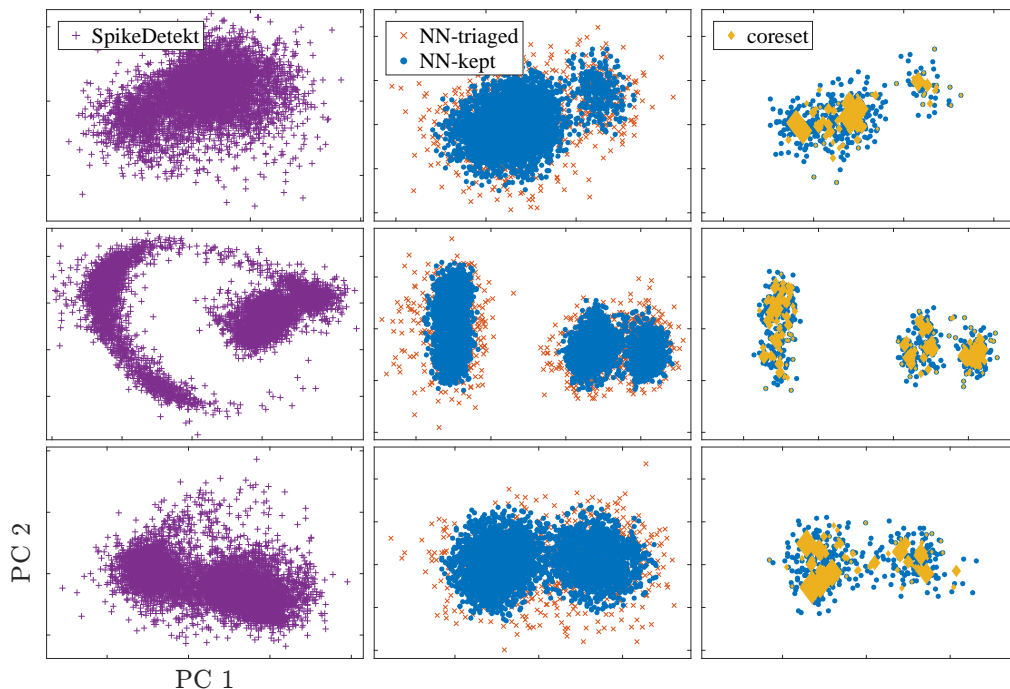 SpikeDetekt
NN-triaged
NN-kept
coreset
PC 2
PC 1